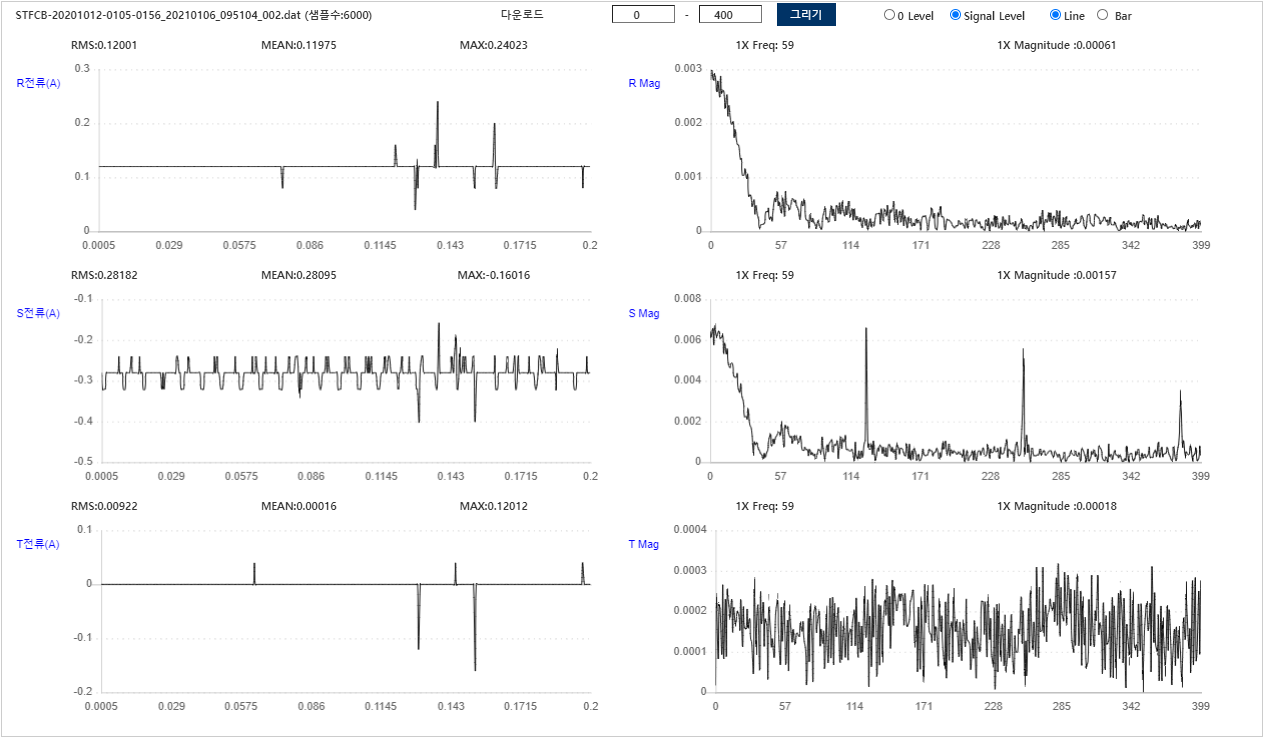 STFCB-20201012-0105-0156_20210106_095104_002.dat (샘플수:6000) 다운로드 0 - 400 그리기 0 Level Signal Level Line Bar
RMS:0.12001 MEAN:0.11975 MAX:0.24023 1X Freq: 59 1X Magnitude :0.00061
R전류(A)
0.3
0.2
0.1
0
0.0005 0.029 0.0575 0.086 0.1145 0.143 0.1715 0.2
R Mag
0.003
0.002
0.001
0
0 57 114 171 228 285 342 399
RMS:0.28182 MEAN:0.28095 MAX:-0.16016 1X Freq: 59 1X Magnitude :0.00157
S전류(A)
-0.1
-0.2
-0.3
-0.4
-0.5
0.0005 0.029 0.0575 0.086 0.1145 0.143 0.1715 0.2
S Mag
0.008
0.006
0.004
0.002
0
0 57 114 171 228 285 342 399
RMS:0.00922 MEAN:0.00016 MAX:0.12012 1X Freq: 59 1X Magnitude :0.00018
T전류(A)
0.1
0
-0.1
-0.2
0.0005 0.029 0.0575 0.086 0.1145 0.143 0.1715 0.2
T Mag
0.0004
0.0003
0.0002
0.0001
0
0 57 114 171 228 285 342 399